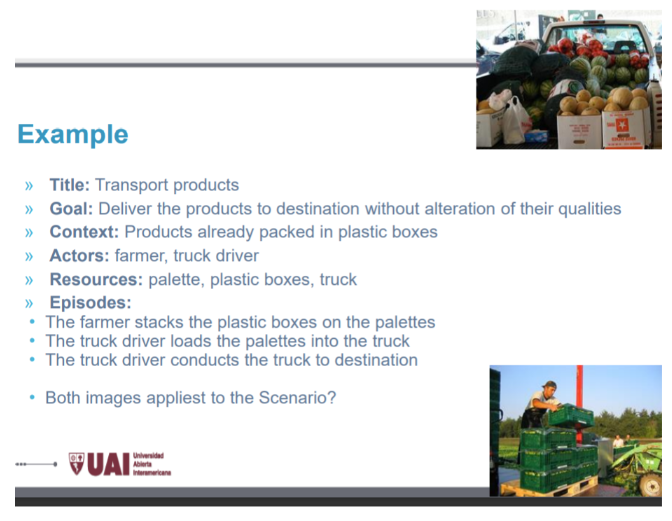 Example
» Title: Transport products
» Goal: Deliver the products to destination without alteration of their qualities
» Context: Products already packed in plastic boxes
» Actors: farmer, truck driver
» Resources: palette, plastic boxes, truck
» Episodes:
• The farmer stacks the plastic boxes on the palettes
• The truck driver loads the palettes into the truck
• The truck driver conducts the truck to destination
• Both images appliest to the Scenario?
UAI Universidad
Abierta
Interamericana